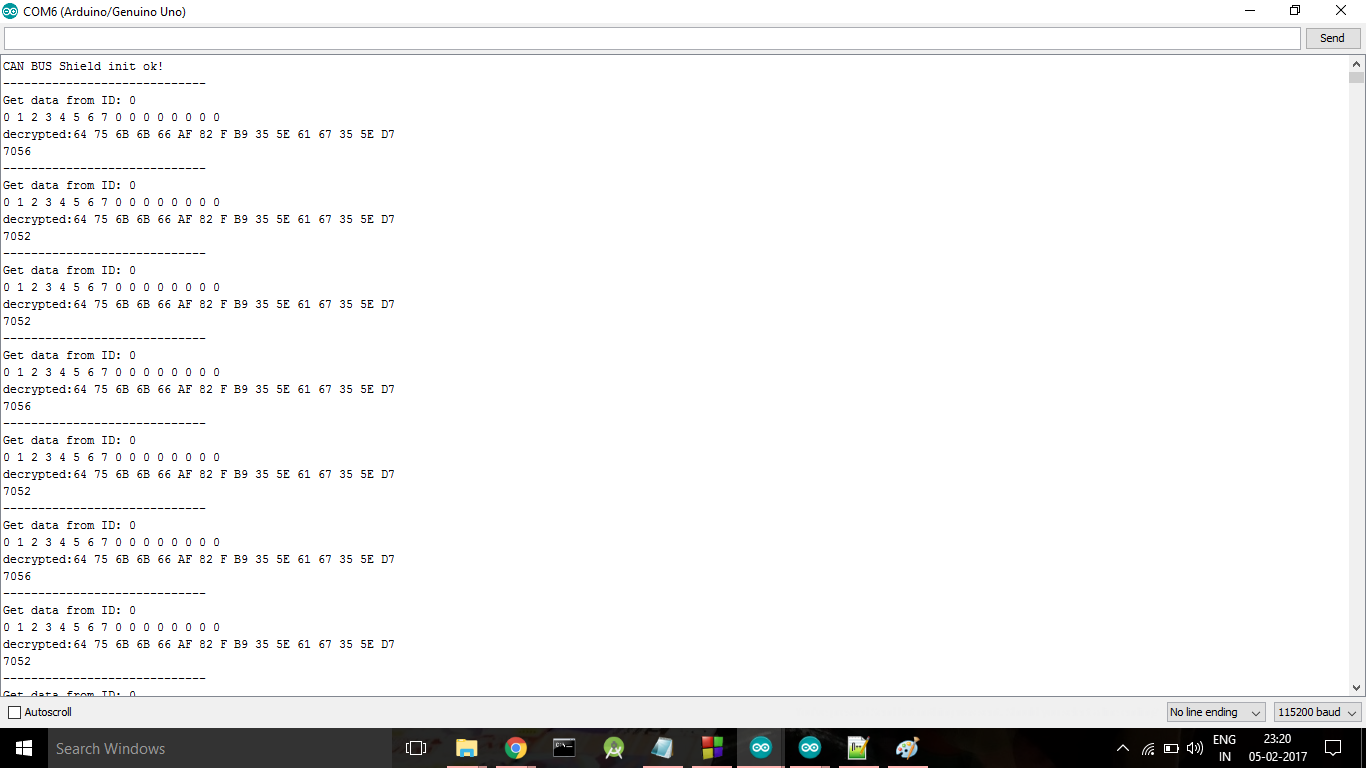 COM6 (Arduino/Genuino Uno)
Send
CAN BUS Shield init ok!
-----------------------------
Get data from ID: 0
0 1 2 3 4 5 6 7 0 0 0 0 0 0 0 0
decrypted:64 75 6B 6B 66 AF 82 F B9 35 5E 61 67 35 5E D7
7056
-----------------------------
Get data from ID: 0
0 1 2 3 4 5 6 7 0 0 0 0 0 0 0 0
decrypted:64 75 6B 6B 66 AF 82 F B9 35 5E 61 67 35 5E D7
7052
-----------------------------
Get data from ID: 0
0 1 2 3 4 5 6 7 0 0 0 0 0 0 0 0
decrypted:64 75 6B 6B 66 AF 82 F B9 35 5E 61 67 35 5E D7
7052
-----------------------------
Get data from ID: 0
0 1 2 3 4 5 6 7 0 0 0 0 0 0 0 0
decrypted:64 75 6B 6B 66 AF 82 F B9 35 5E 61 67 35 5E D7
7056
-----------------------------
Get data from ID: 0
0 1 2 3 4 5 6 7 0 0 0 0 0 0 0 0
decrypted:64 75 6B 6B 66 AF 82 F B9 35 5E 61 67 35 5E D7
7052
-----------------------------
Get data from ID: 0
0 1 2 3 4 5 6 7 0 0 0 0 0 0 0 0
decrypted:64 75 6B 6B 66 AF 82 F B9 35 5E 61 67 35 5E D7
7056
-----------------------------
Get data from ID: 0
0 1 2 3 4 5 6 7 0 0 0 0 0 0 0 0
decrypted:64 75 6B 6B 66 AF 82 F B9 35 5E 61 67 35 5E D7
7052
-----------------------------
Get data from ID: 0
Autoscroll
No line ending
115200 baud
Search Windows
ENG
IN
23:20
05-02-2017